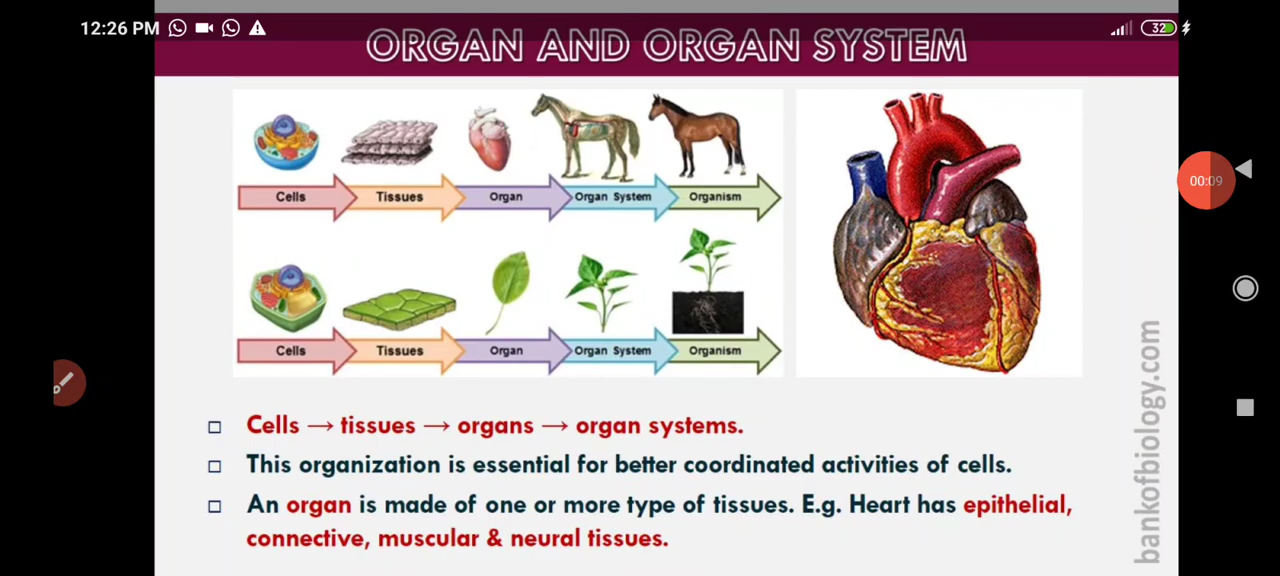 12:26 PM
32
ORGAN AND ORGAN SYSTEM
Cells Tissues Organ Organ System Organism
Cells Tissues Organ Organ System Organism
00:09
□ Cells → tissues → organs → organ systems.
□ This organization is essential for better coordinated activities of cells.
□ An organ is made of one or more type of tissues. E.g. Heart has epithelial,
connective, muscular & neural tissues.
bankofbiology.com